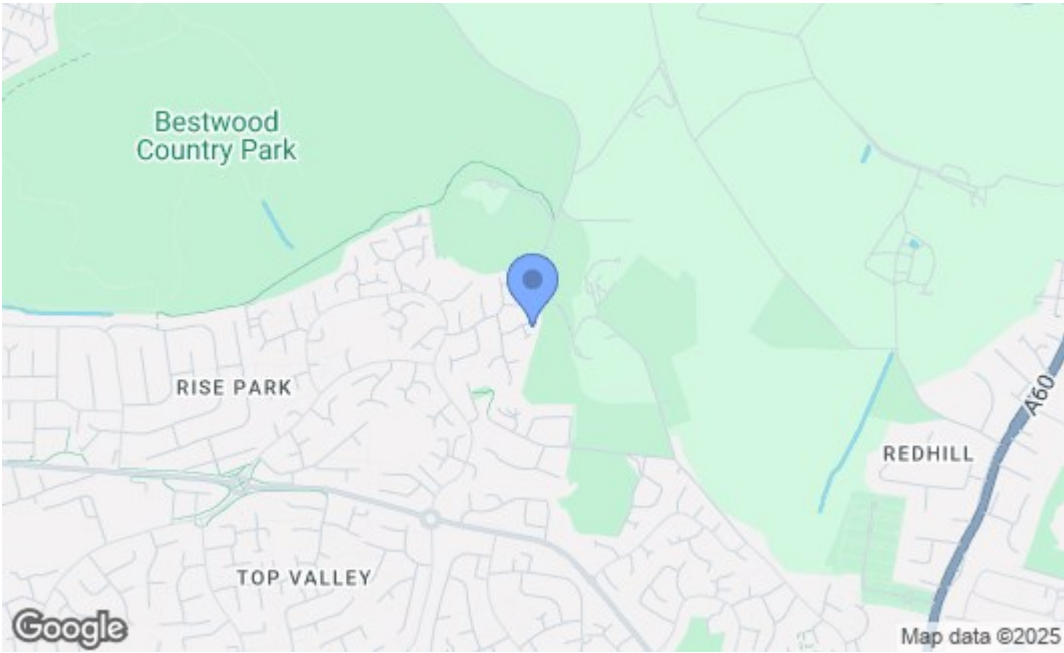 Bestwood
Country Park
RISE PARK
A60
REDHILL
TOP VALLEY
Google
Map data ©2025